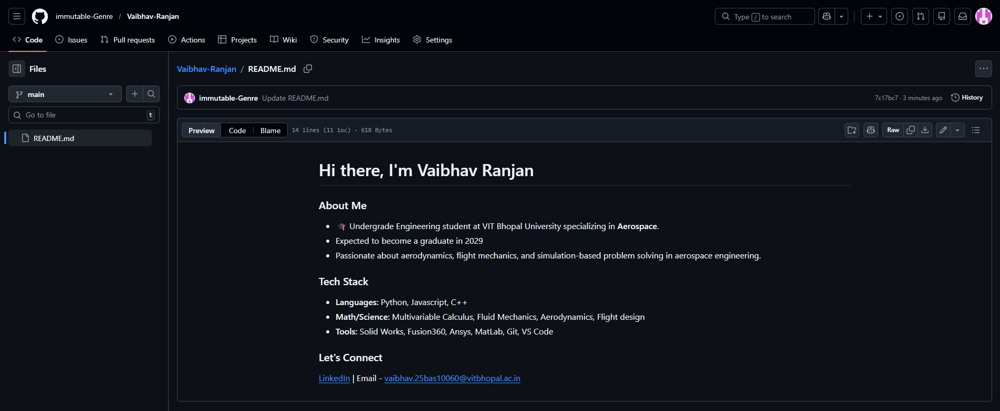 immutable-Genre / Vaibhav-Ranjan
Type / to search
Code Issues Pull requests Actions Projects Wiki Security Insights Settings
Files
main
Go to file t
README.md
Vaibhav-Ranjan / README.md
immutable-Genre Update README.md 7c17bc7 · 3 minutes ago History
Preview Code Blame 14 lines (11 loc) · 618 Bytes Raw
Hi there, I'm Vaibhav Ranjan
About Me
• 🎓 Undergrade Engineering student at VIT Bhopal University specializing in Aerospace.
• Expected to become a graduate in 2029
• Passionate about aerodynamics, flight mechanics, and simulation-based problem solving in aerospace engineering.
Tech Stack
• Languages: Python, Javascript, C++
• Math/Science: Multivariable Calculus, Fluid Mechanics, Aerodynamics, Flight design
• Tools: Solid Works, Fusion360, Ansys, MatLab, Git, VS Code
Let's Connect
LinkedIn | Email - vaibhav.25bas10060@vitbhopal.ac.in